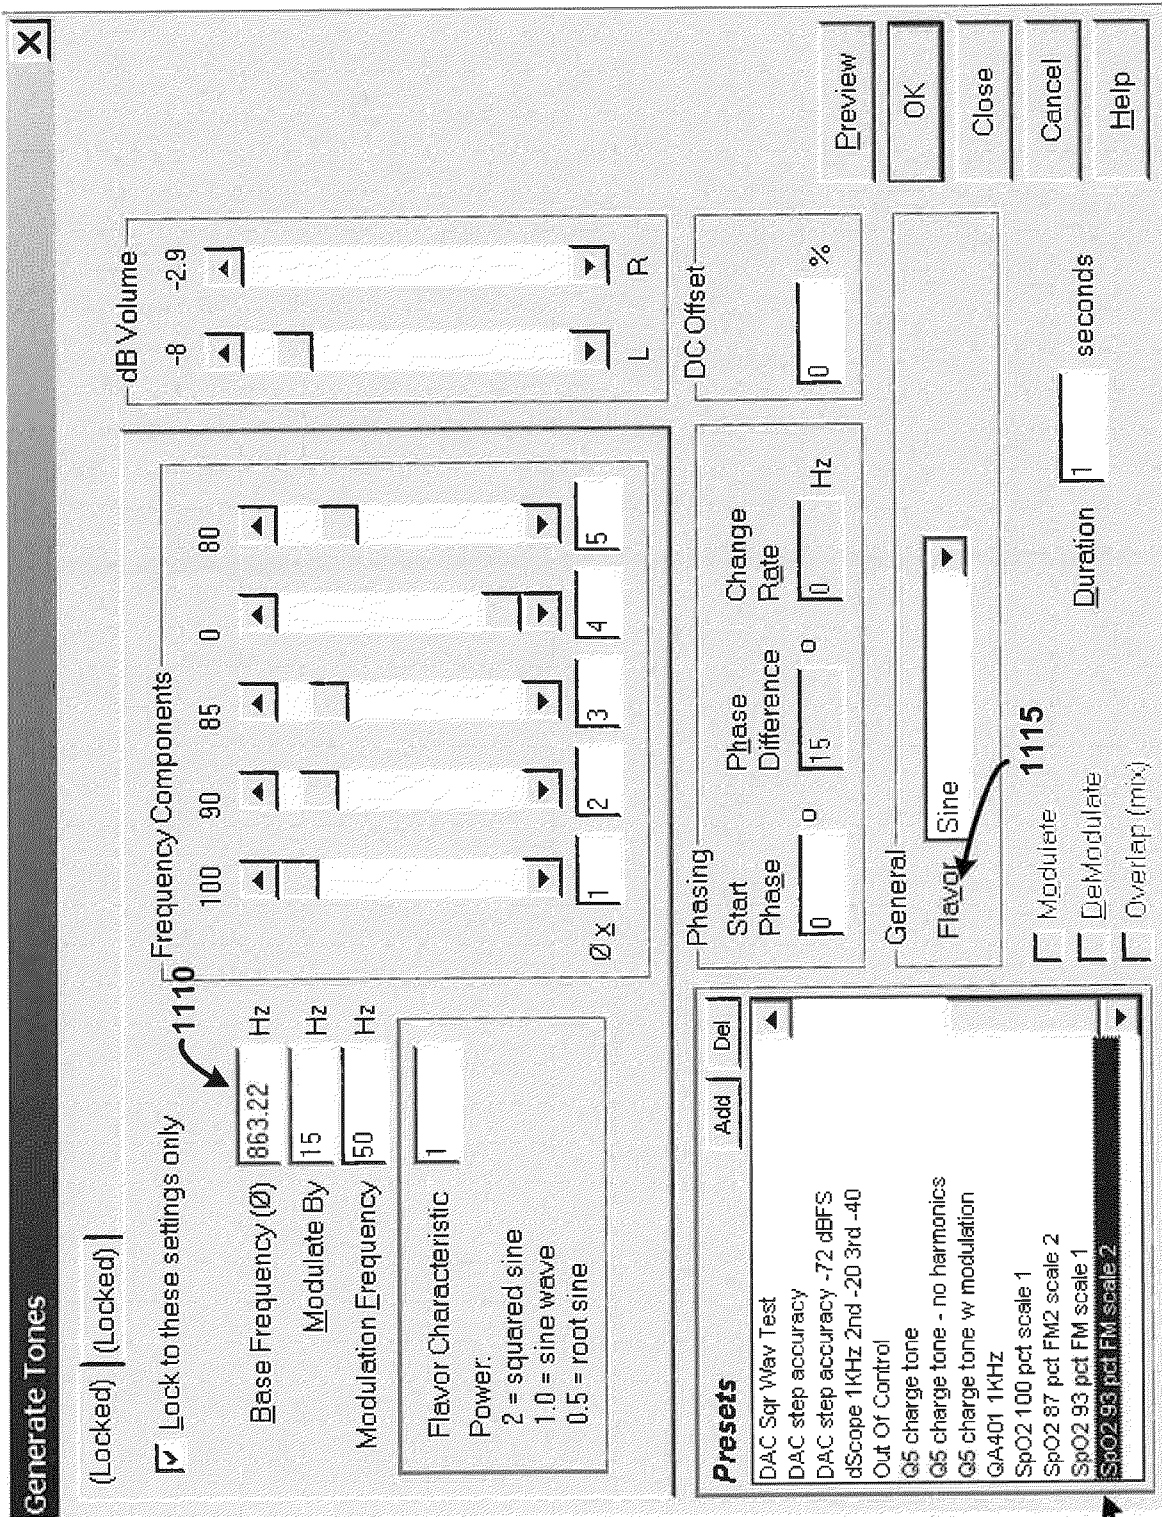 Generate Tones
(Locked) (Locked)
Lock to these settings only
1110
Base Frequency (Ø) 863.22 Hz
Modulate By 15 Hz
Modulation Frequency 50 Hz
Flavor Characteristic 1
Power:
2 = squared sine
1.0 = sine wave
0.5 = root sine
Frequency Components
100 90 85 0 80
Ø x 1 2 3 4 5
dB Volume
-8 -2.9
L R
Presets
Add Del
DAC Sqr Wav Test
DAC step accuracy
DAC step accuracy -72 dBFS
dScope 1KHz 2nd -20 3rd -40
Out Of Control
Q5 charge tone
Q5 charge tone - no harmonics
Q5 charge tone w modulation
QA401 1KHz
SpO2 100 pct scale 1
SpO2 87 pct FM2 scale 2
SpO2 93 pct FM scale 1
SpO2 93 pct FM scale 2
Phasing
Start Phase
Phase Difference
Change Rate
0 o 15 o 0 Hz
DC Offset
0 %
General
Flavor Sine
1115
Modulate
DeModulate
Overlap (mix)
Duration 1 seconds
Preview
OK
Close
Cancel
Help